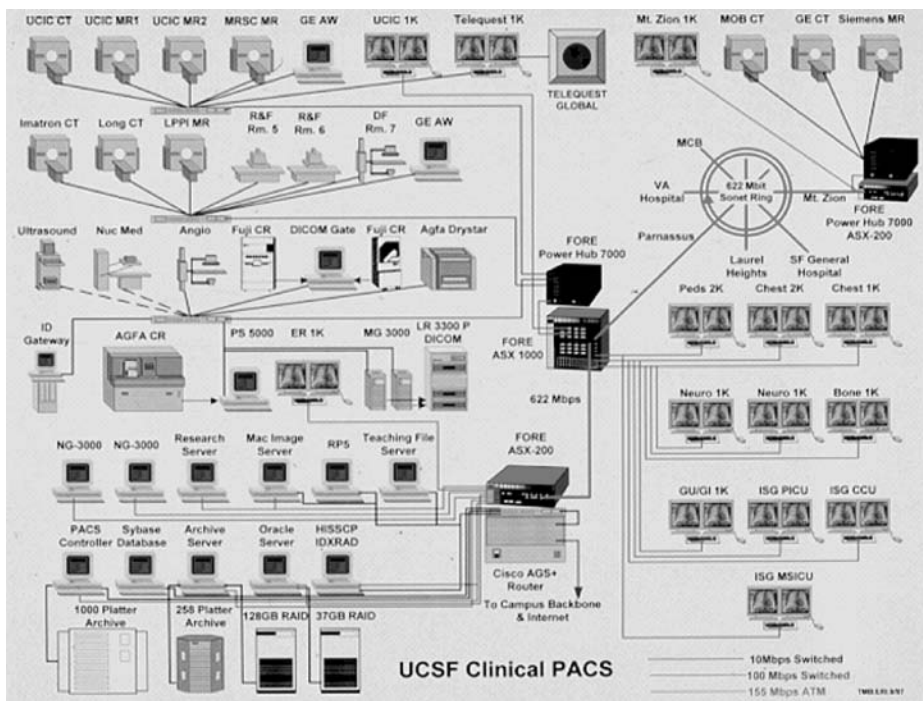 UCIC CT UCIC MR1 UCIC MR2 MRSC MR GE AW UCIC 1K Telequest 1K
TELEQUEST
GLOBAL
Mt. Zion 1K MOB CT GE CT Siemens MR
Imatron CT Long CT LPPI MR R&F
Rm. 5 R&F
Rm. 6 DF
Rm. 7 GE AW
MCB
VA
Hospital
622 Mbit
Sonet Ring
Mt. Zion
Parnassus
Laurel
Heights
SF General
Hospital
FORE
Power Hub 7000
ASX-200
Ultrasound Nuc Med Angio Fuji CR DICOM Gate Fuji CR Agfa Drystar
FORE
Power Hub 7000
FORE
ASX 1000
622 Mbps
Peds 2K Chest 2K Chest 1K
ID
Gateway
AGFA CR PS 5000 ER 1K MG 3000 LR 3300 P
DICOM
Neuro 1K Neuro 1K Bone 1K
NG-3000 NG-3000 Research
Server Mac Image
Server RP5 Teaching File
Server
FORE
ASX-200
GU/GI 1K ISG PICU ISG CCU
PACS
Controller Sybase
Database Archive
Server Oracle
Server HISSCP
IDXRAD
Cisco AGS+
Router
To Campus Backbone
& Internet
ISG MSICU
1000 Platter
Archive
258 Platter
Archive
128GB RAID 37GB RAID
UCSF Clinical PACS
10Mbps Switched
100 Mbps Switched
155 Mbps ATM